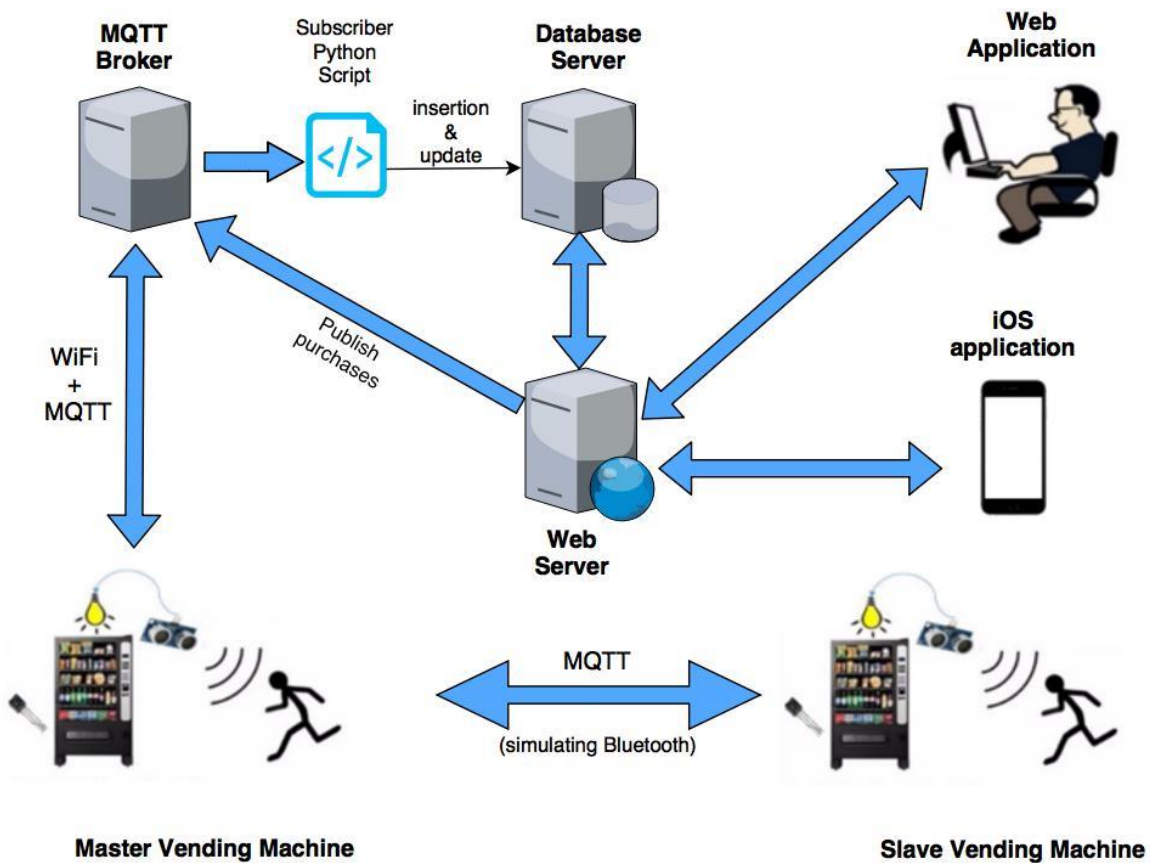 MQTT
Broker
Subscriber
Python
Script
Database
Server
Web
Application
insertion
&
update
</>
WiFi
+
MQTT
Publish
purchases
iOS
application
Web
Server
MQTT
(simulating Bluetooth)
Master Vending Machine
Slave Vending Machine